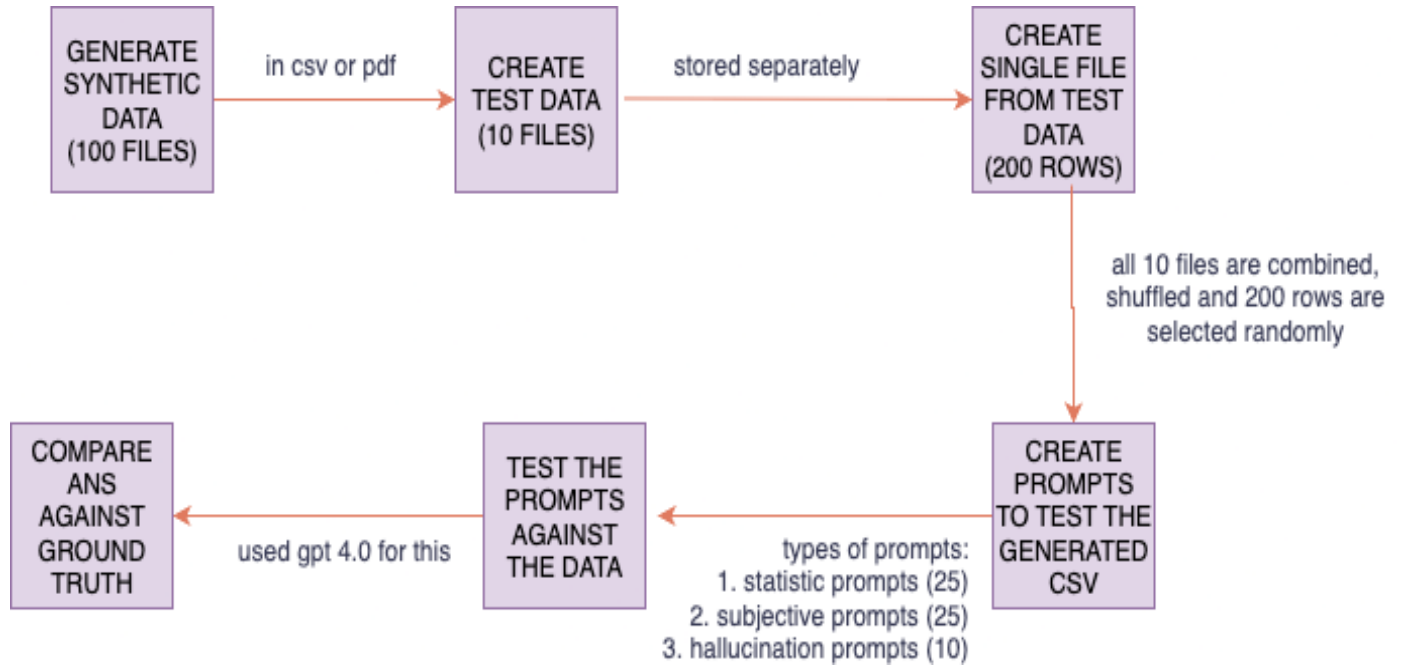 GENERATE
SYNTHETIC
DATA
(100 FILES)
in csv or pdf
CREATE
TEST DATA
(10 FILES)
stored separately
CREATE
SINGLE FILE
FROM TEST
DATA
(200 ROWS)
all 10 files are combined,
shuffled and 200 rows are
selected randomly
CREATE
PROMPTS
TO TEST THE
GENERATED
CSV
types of prompts:
1. statistic prompts (25)
2. subjective prompts (25)
3. hallucination prompts (10)
TEST THE
PROMPTS
AGAINST
THE DATA
used gpt 4.0 for this
COMPARE
ANS
AGAINST
GROUND
TRUTH